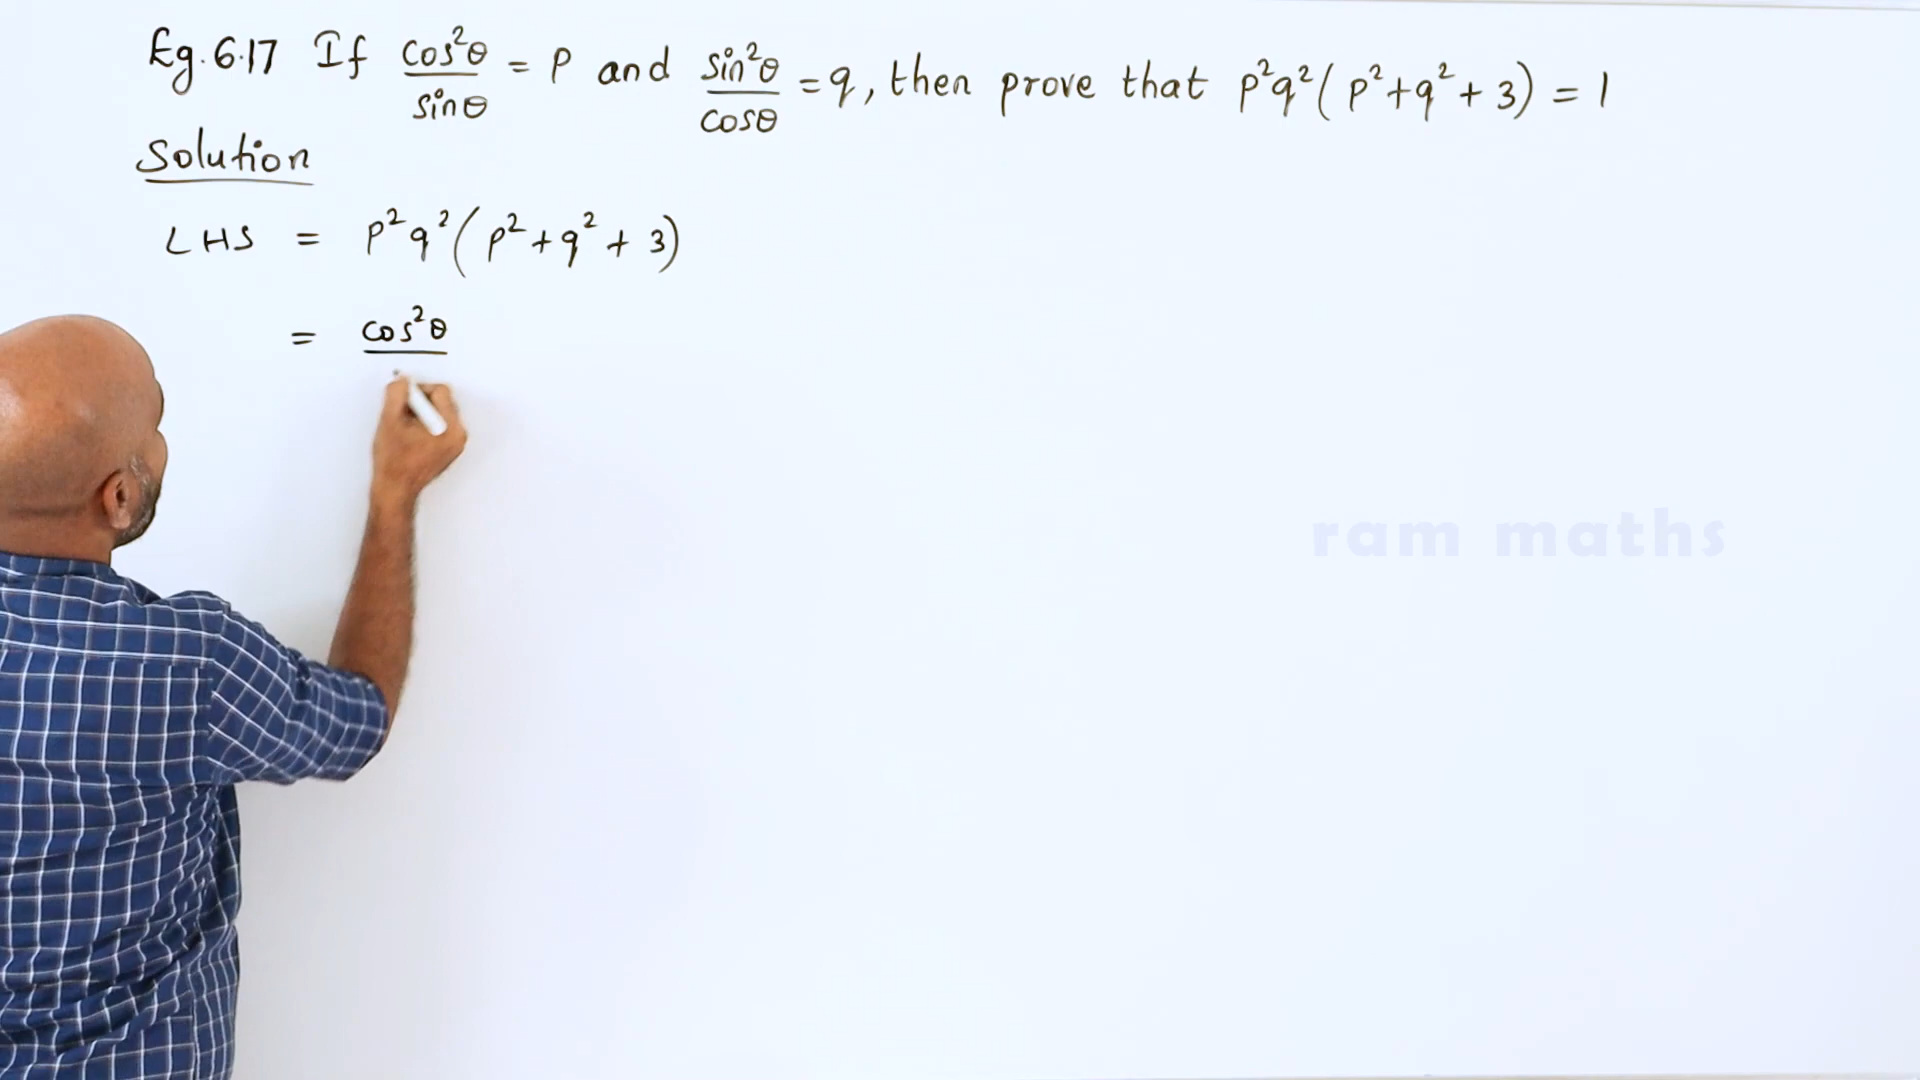 Eg. 6.17 If cos²θ/sinθ = P and sin²θ/cosθ = q, then prove that p²q²(p²+q²+3) = 1
Solution
LHS = p²q²(p²+q²+3)
= cos²θ
ram maths